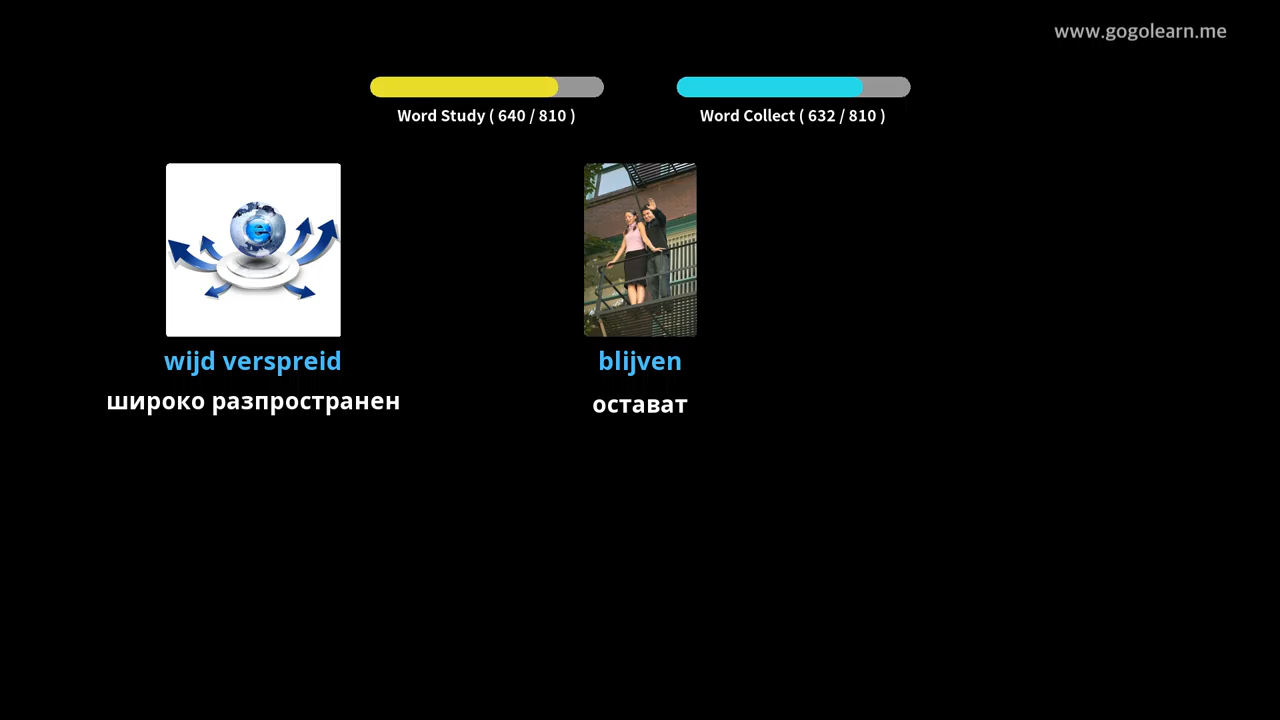 www.gogolearn.me
Word Study ( 640 / 810 )
Word Collect ( 632 / 810 )
e
wijd verspreid
blijven
широко разпространен
остават